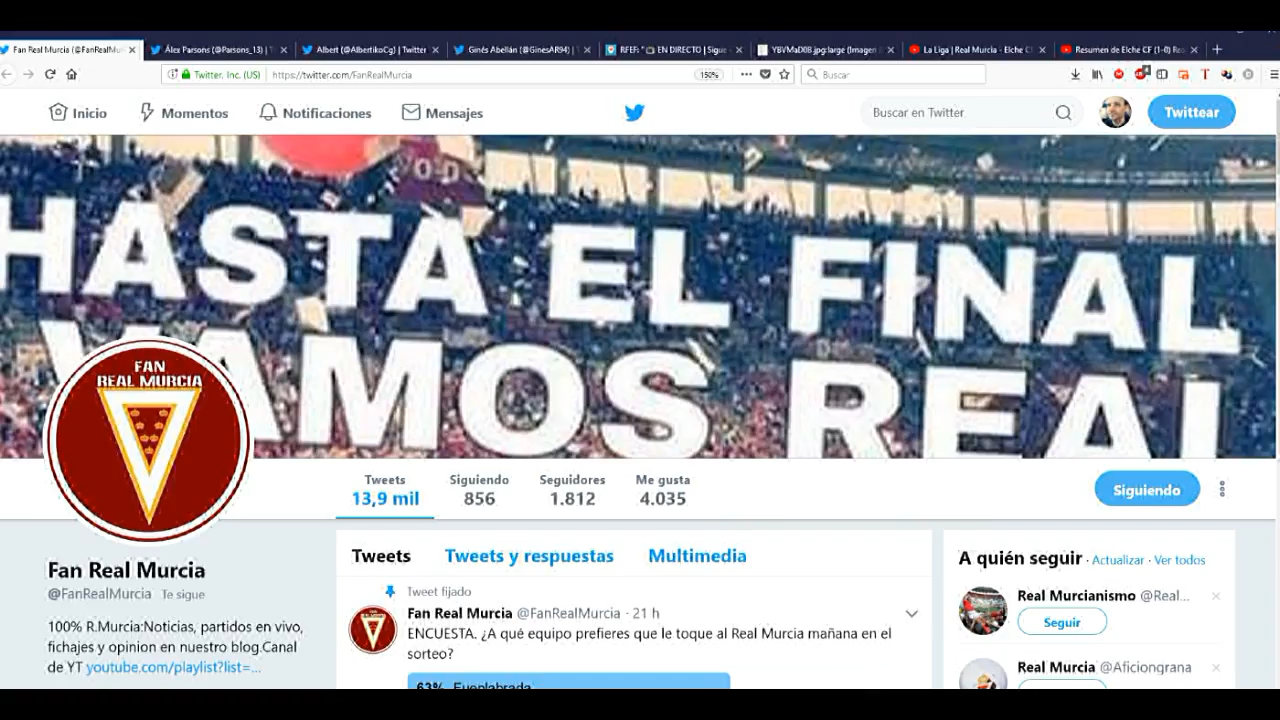 Fan Real Murcia (@FanRealMur
Álex Parsons (@Parsons_13) | T
Albert (@AlbertikoCg) | Twitter
Ginés Abellán (@GinesAR94) |
RFEF: EN DIRECTO | Sigue
YBVMaD0B.jpg:large (Imagen
La Liga | Real Murcia - Elche C
Resumen de Elche CF (1-0) Rea
Twitter, Inc. (US) https://twitter.com/FanRealMurcia 150% Buscar
Inicio Momentos Notificaciones Mensajes Buscar en Twitter Twittear
HASTA EL FINAL
VAMOS REAL
FAN
REAL MURCIA
Tweets Siguiendo Seguidores Me gusta
13,9 mil 856 1.812 4.035
Siguiendo
Fan Real Murcia
@FanRealMurcia Te sigue
100% R.Murcia:Noticias, partidos en vivo,
fichajes y opinion en nuestro blog.Canal
de YT youtube.com/playlist?list=...
Tweets Tweets y respuestas Multimedia
Tweet fijado
Fan Real Murcia @FanRealMurcia · 21 h
ENCUESTA. ¿A qué equipo prefieres que le toque al Real Murcia mañana en el
sorteo?
63% Fuenlabrada
A quién seguir · Actualizar · Ver todos
Real Murcianismo @Real...
Seguir
Real Murcia @Aficiongrana